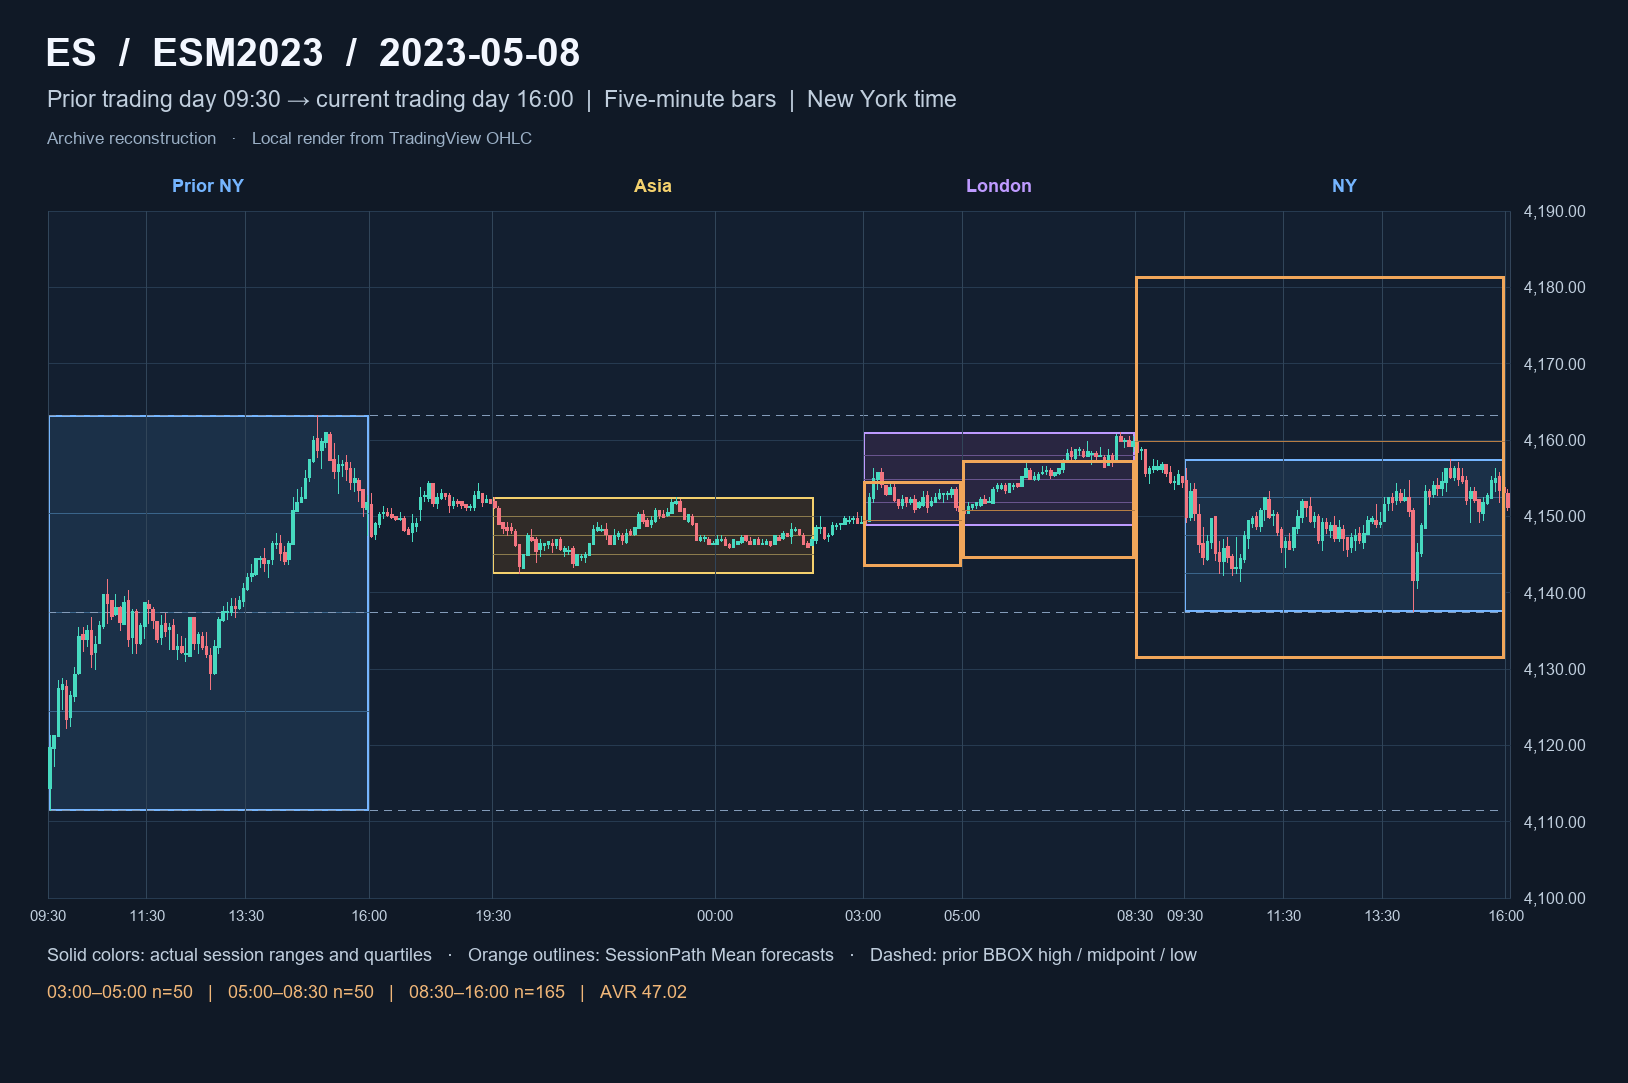 ES / ESM2023 / 2023-05-08
Prior trading day 09:30 → current trading day 16:00 | Five-minute bars | New York time
Archive reconstruction · Local render from TradingView OHLC
Prior NY Asia London NY
4,190.00
4,180.00
4,170.00
4,160.00
4,150.00
4,140.00
4,130.00
4,120.00
4,110.00
4,100.00
09:30 11:30 13:30 16:00 19:30 00:00 03:00 05:00 08:30 09:30 11:30 13:30 16:00
Solid colors: actual session ranges and quartiles · Orange outlines: SessionPath Mean forecasts · Dashed: prior BBOX high / midpoint / low
03:00–05:00 n=50 | 05:00–08:30 n=50 | 08:30–16:00 n=165 | AVR 47.02